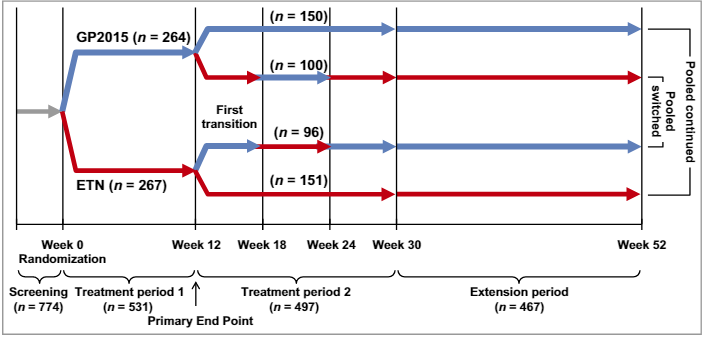 (n = 150)
GP2015 (n = 264)
(n = 100)
First
transition
(n = 96)
ETN (n = 267)
(n = 151)
Pooled
switched
Pooled continued
Week 0
Randomization
Week 12
Week 18
Week 24
Week 30
Week 52
Screening
(n = 774)
Treatment period 1
(n = 531)
Primary End Point
Treatment period 2
(n = 497)
Extension period
(n = 467)